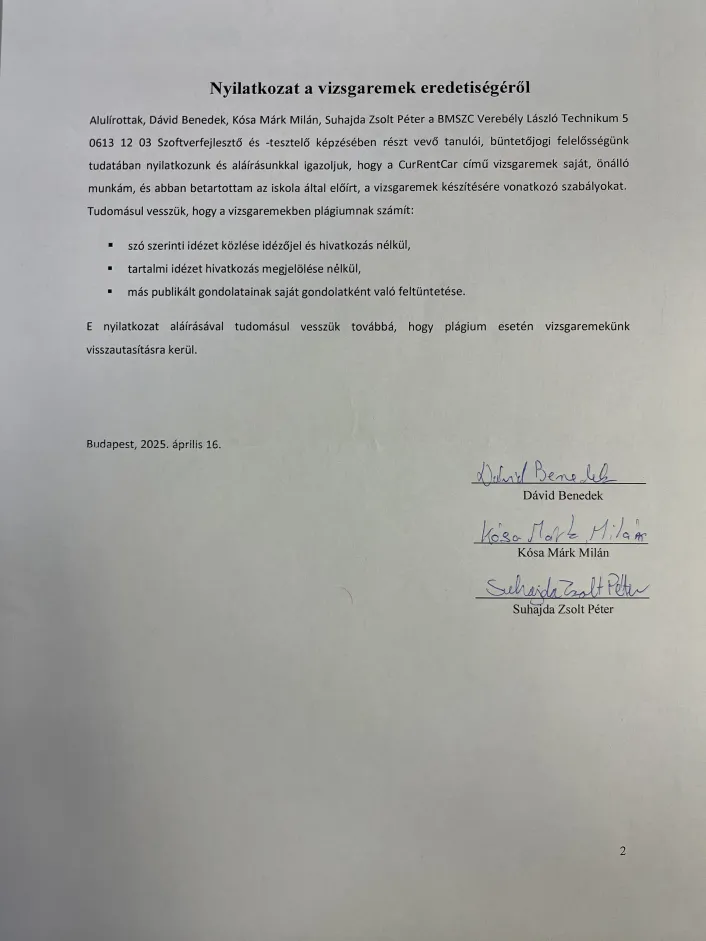 Nyilatkozat a vizsgaremek eredetiségéről
Alulírottak, Dávid Benedek, Kósa Márk Milán, Suhajda Zsolt Péter a BMSZC Verebély László Technikum 5
0613 12 03 Szoftverfejlesztő és -tesztelő képzésében részt vevő tanulói, büntetőjogi felelősségünk
tudatában nyilatkozunk és aláírásunkkal igazoljuk, hogy a CurRentCar című vizsgaremek saját, önálló
munkám, és abban betartottam az iskola által előírt, a vizsgaremek készítésére vonatkozó szabályokat.
Tudomásul vesszük, hogy a vizsgaremekben plágiumnak számít:
▪ szó szerinti idézet közlése idézőjel és hivatkozás nélkül,
▪ tartalmi idézet hivatkozás megjelölése nélkül,
▪ más publikált gondolatainak saját gondolatként való feltüntetése.
E nyilatkozat aláírásával tudomásul vesszük továbbá, hogy plágium esetén vizsgaremekünk
visszautasításra kerül.
Budapest, 2025. április 16.
Dávid Benedek
Dávid Benedek
Kósa Márk Milán
Kósa Márk Milán
Suhajda Zsolt Péter
Suhajda Zsolt Péter
2